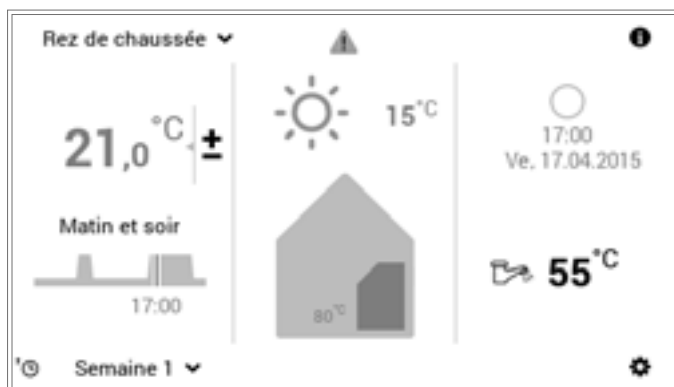 Rez de chaussée
21,0 °C ±
Matin et soir
17:00
Semaine 1
15°C
80°C
17:00
Ve, 17.04.2015
55°C